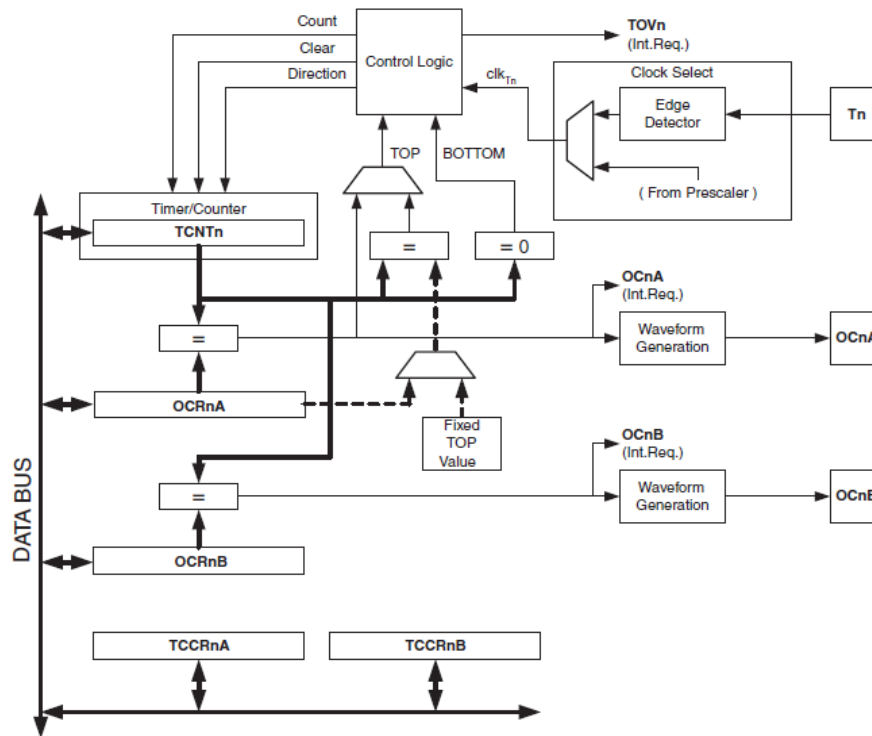 Count
Clear
Direction
Control Logic
TOVn
(Int.Req.)
clkTn
Clock Select
Edge
Detector
Tn
( From Prescaler )
TOP
BOTTOM
Timer/Counter
TCNTn
=
= 0
OCnA
(Int.Req.)
=
Waveform
Generation
OCnA
OCRnA
Fixed
TOP
Value
OCnB
(Int.Req.)
=
Waveform
Generation
OCnB
OCRnB
TCCRnA
TCCRnB
DATA BUS